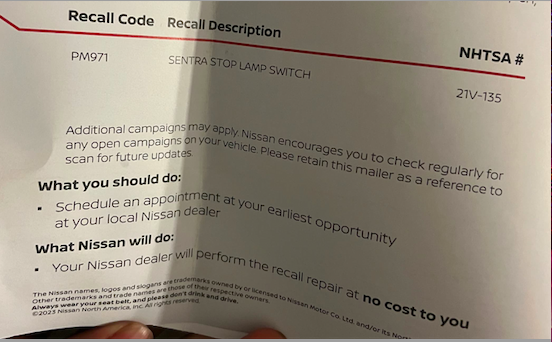 Recall Code Recall Description NHTSA #
PM971 SENTRA STOP LAMP SWITCH 21V-135
Additional campaigns may apply. Nissan encourages you to check regularly for
any open campaigns on your vehicle. Please retain this mailer as a reference to
scan for future updates.
What you should do:
▪ Schedule an appointment at your earliest opportunity
at your local Nissan dealer
What Nissan will do:
▪ Your Nissan dealer will perform the recall repair at no cost to you
The Nissan names, logos and slogans are trademarks owned by or licensed to Nissan Motor Co. Ltd. and/or its Nort
Other trademarks and trade names are those of their respective owners.
Always wear your seat belt, and please don't drink and drive.
©2023 Nissan North America, Inc. All rights reserved.